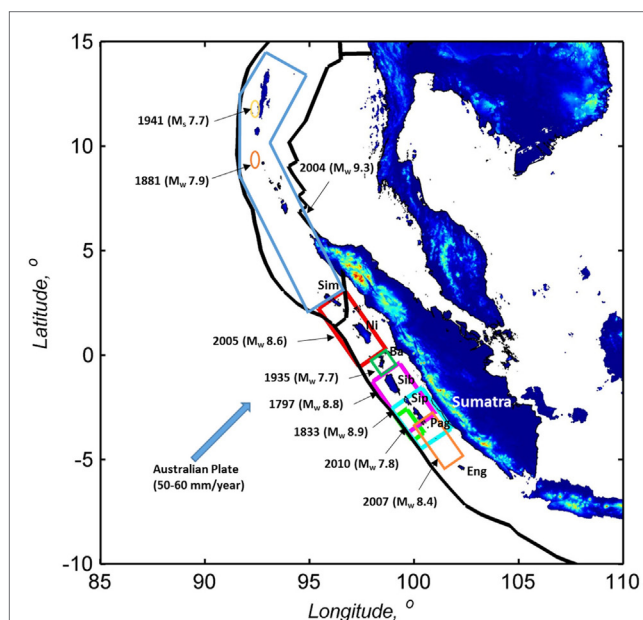 15
10
5
0
-5
-10
Latitude, °
1941 (Ms 7.7)
1881 (Mw 7.9)
2004 (Mw 9.3)
Sim
Ni
2005 (Mw 8.6)
Ba
1935 (Mw 7.7)
Sib
1797 (Mw 8.8)
Sip
Sumatra
1833 (Mw 8.9)
Pag
2010 (Mw 7.8)
Eng
2007 (Mw 8.4)
Australian Plate
(50-60 mm/year)
85 90 95 100 105 110
Longitude, °